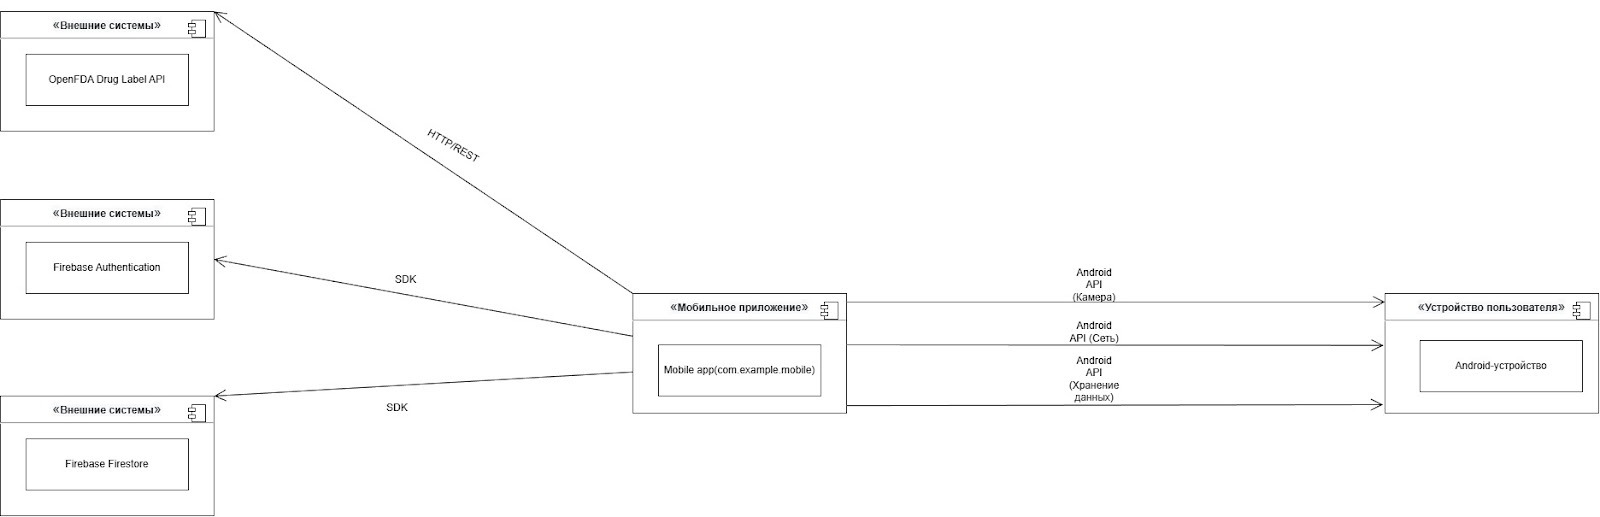 «Внешние системы»
OpenFDA Drug Label API
HTTP/REST
«Внешние системы»
Firebase Authentication
SDK
«Внешние системы»
Firebase Firestore
SDK
«Мобильное приложение»
Mobile app(com.example.mobile)
Android
API
(Камера)
Android
API (Сеть)
Android
API
(Хранение
данных)
«Устройство пользователя»
Android-устройство